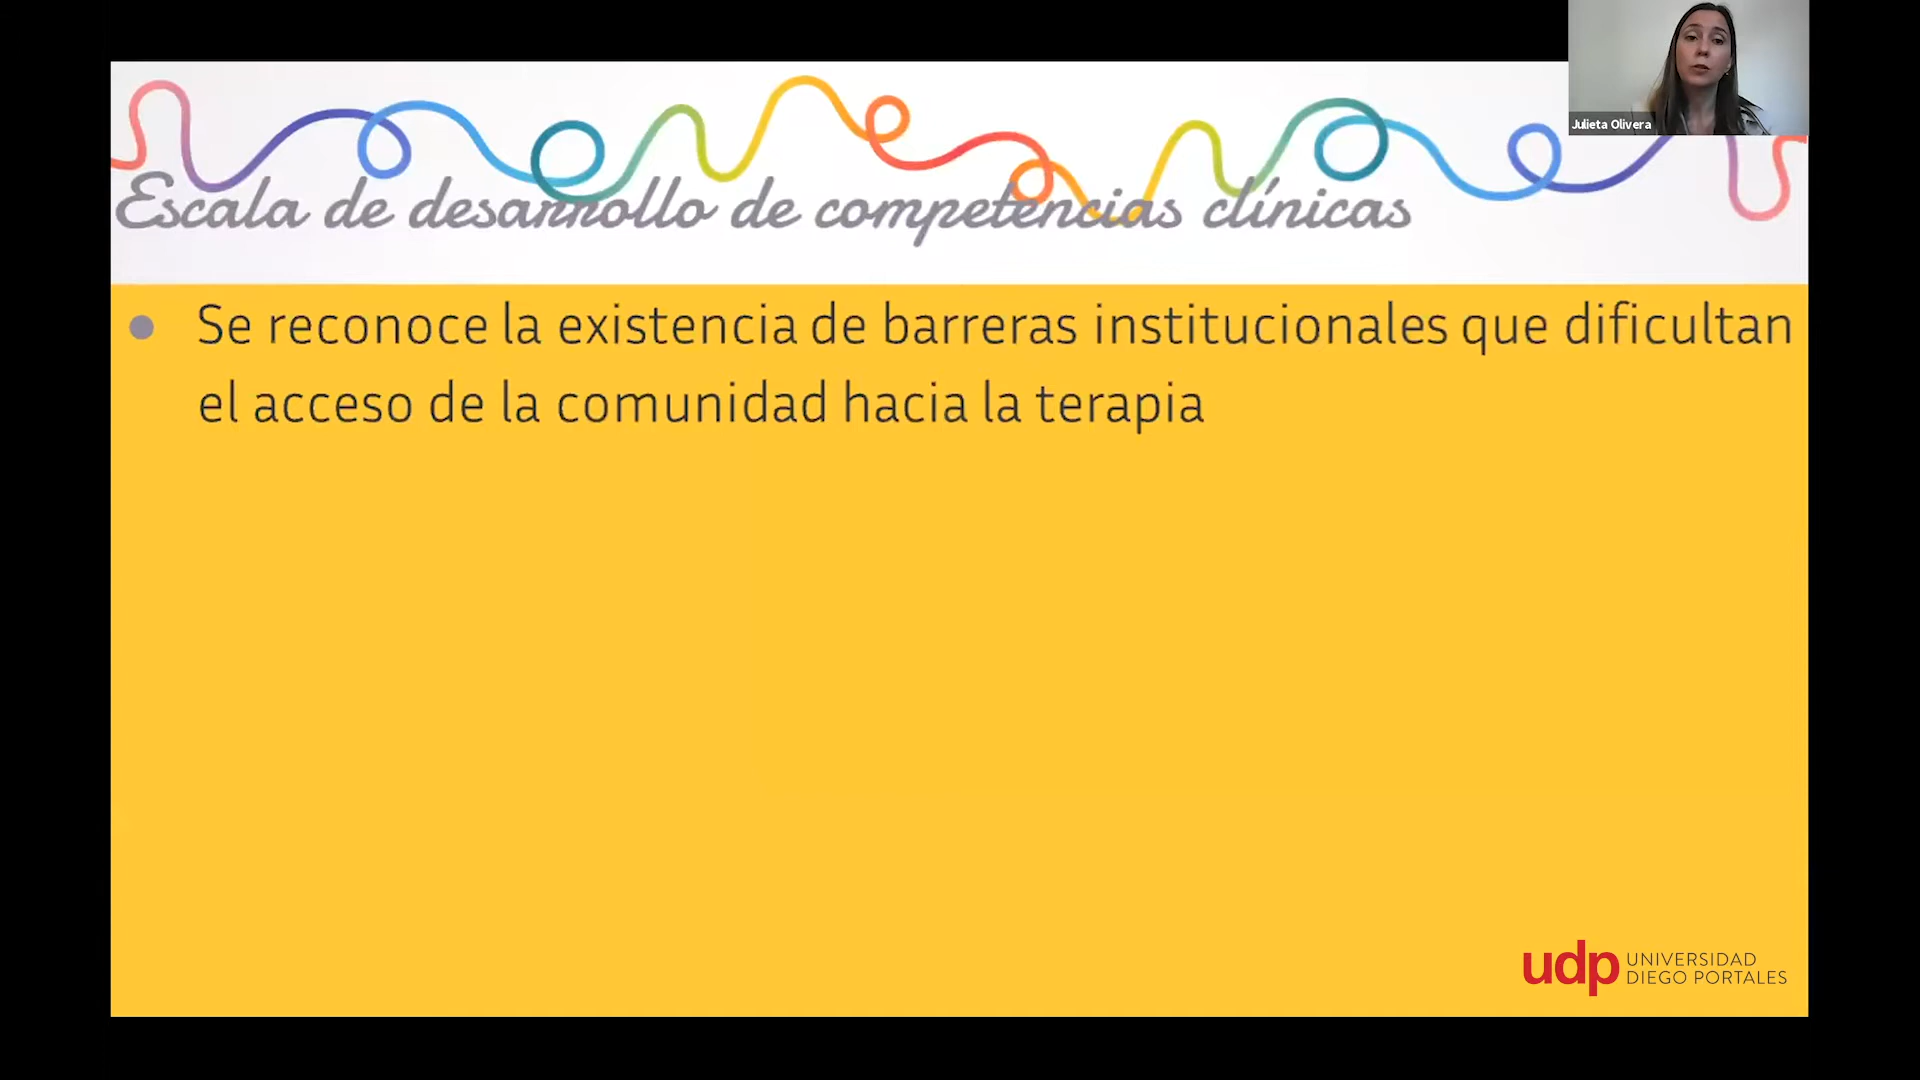 Julieta Olivera
Escala de desarrollo de competencias clínicas
Se reconoce la existencia de barreras institucionales que dificultan
el acceso de la comunidad hacia la terapia
udp UNIVERSIDAD
DIEGO PORTALES